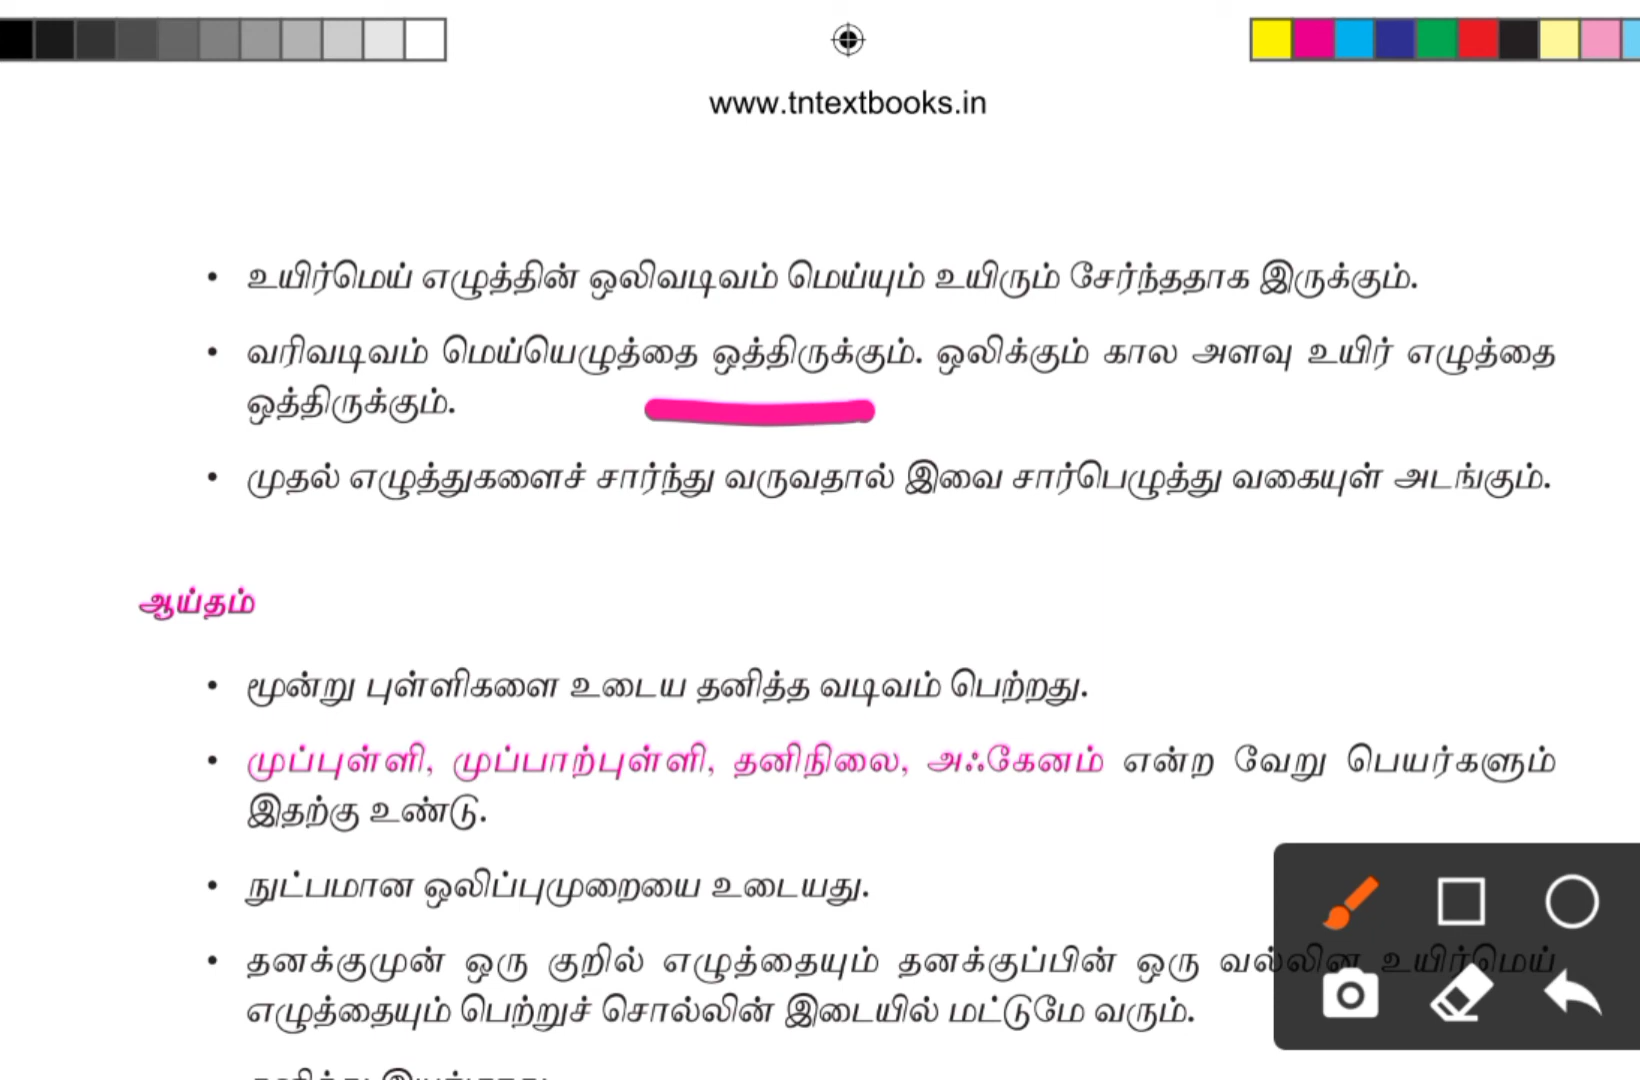 www.tntextbooks.in
• உயிர்மெய் எழுத்தின் ஒலிவடிவம் மெய்யும் உயிரும் சேர்ந்ததாக இருக்கும்.
• வரிவடிவம் மெய்யெழுத்தை ஒத்திருக்கும். ஒலிக்கும் கால அளவு உயிர் எழுத்தை
ஒத்திருக்கும்.
• முதல் எழுத்துகளைச் சார்ந்து வருவதால் இவை சார்பெழுத்து வகையுள் அடங்கும்.
ஆய்தம்
• மூன்று புள்ளிகளை உடைய தனித்த வடிவம் பெற்றது.
• முப்புள்ளி, முப்பாற்புள்ளி, தனிநிலை, அஃகேனம் என்ற வேறு பெயர்களும்
இதற்கு உண்டு.
• நுட்பமான ஒலிப்புமுறையை உடையது.
• தனக்குமுன் ஒரு குறில் எழுத்தையும் தனக்குப்பின் ஒரு வல்லின உயிர்மெய்
எழுத்தையும் பெற்றுச் சொல்லின் இடையில் மட்டுமே வரும்.